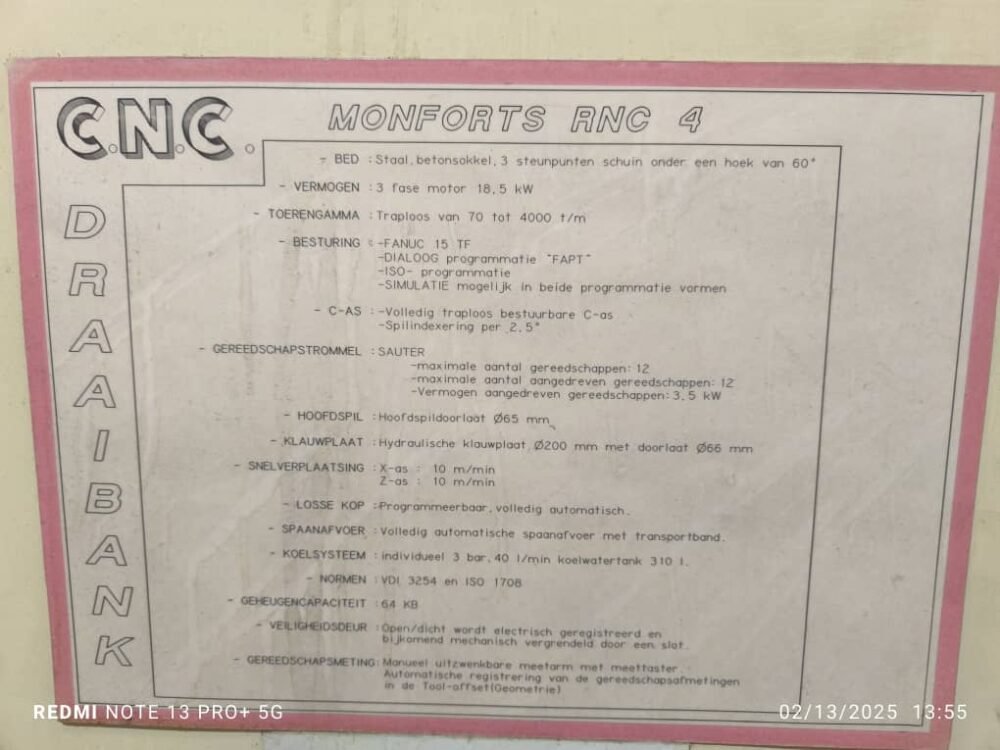 C.N.C.
MONFORTS RNC 4
DRAAIBANK
- BED : Staal, betonsokkel, 3 steunpunten schuin onder een hoek van 60°
- VERMOGEN : 3 fase motor 18,5 kW
- TOERENGAMMA : Traploos van 70 tot 4000 t/m
- BESTURING : -FANUC 15 TF
-DIALOOG programmatie "FAPT"
-ISO- programmatie
-SIMULATIE mogelijk in beide programmatie vormen
- C-AS : -Volledig traploos bestuurbare C-as
-Spilindexering per 2,5°
- GEREEDSCHAPSTROMMEL : SAUTER
-maximale aantal gereedschappen: 12
-maximale aantal aangedreven gereedschappen: 12
-Vermogen aangedreven gereedschappen: 3,5 kW
- HOOFDSPIL : Hoofdspildoorlaat Ø65 mm
- KLAUWPLAAT : Hydraulische klauwplaat Ø200 mm met doorlaat Ø66 mm
- SNELVERPLAATSING : X-as : 10 m/min
Z-as : 10 m/min
- LOSSE KOP : Programmeerbaar, volledig automatisch.
- SPAANAFVOER : Volledig automatische spaanafvoer met transportband.
- KOELSYSTEEM : individueel 3 bar, 40 l/min koelwatertank 310 l.
- NORMEN : VDI 3254 en ISO 1708
- GEHEUGENCAPACITEIT : 64 KB
- VEILIGHEIDSDEUR : Open/dicht wordt electrisch geregistreerd en
bijkomend mechanisch vergrendeld door een slot.
- GEREEDSCHAPSMETING: Manueel uitzwenkbare meetarm met meettaster.
Automatische registrering van de gereedschapsafmetingen
in de Tool-offset(Geometrie)
REDMI NOTE 13 PRO+ 5G
02/13/2025 13:55